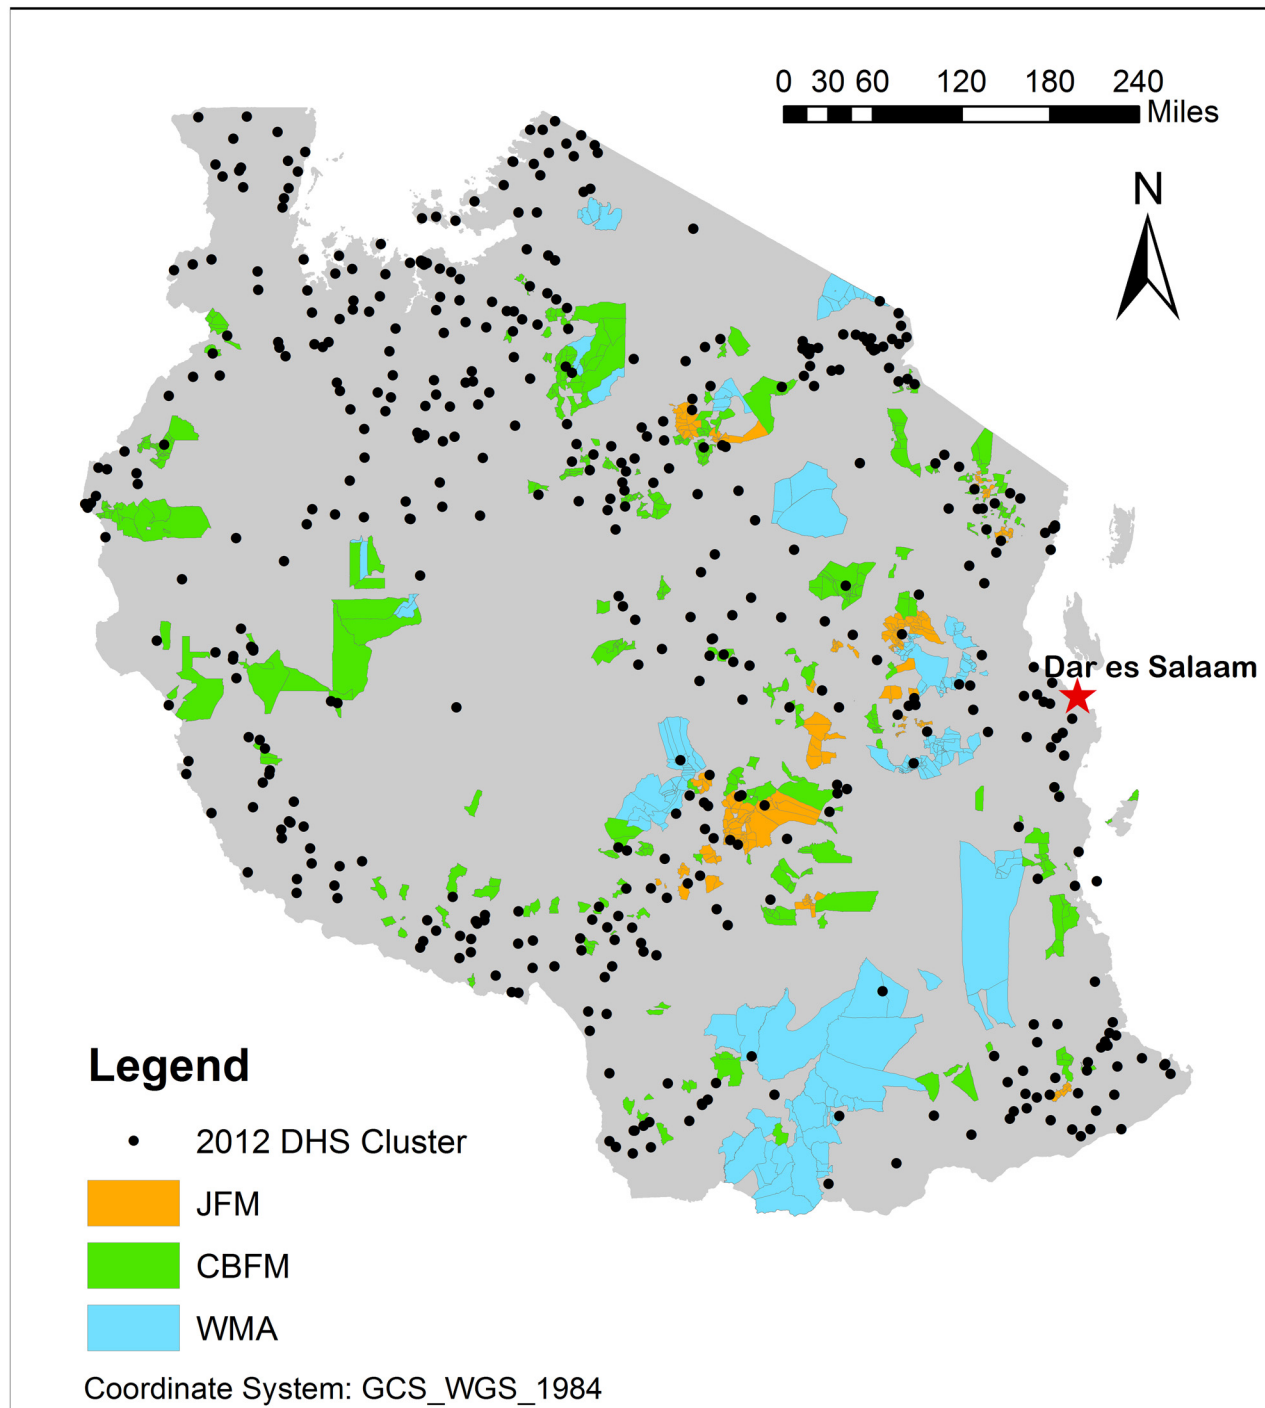 0 30 60 120 180 240
Miles
N
Dar es Salaam
Legend
2012 DHS Cluster
JFM
CBFM
WMA
Coordinate System: GCS_WGS_1984